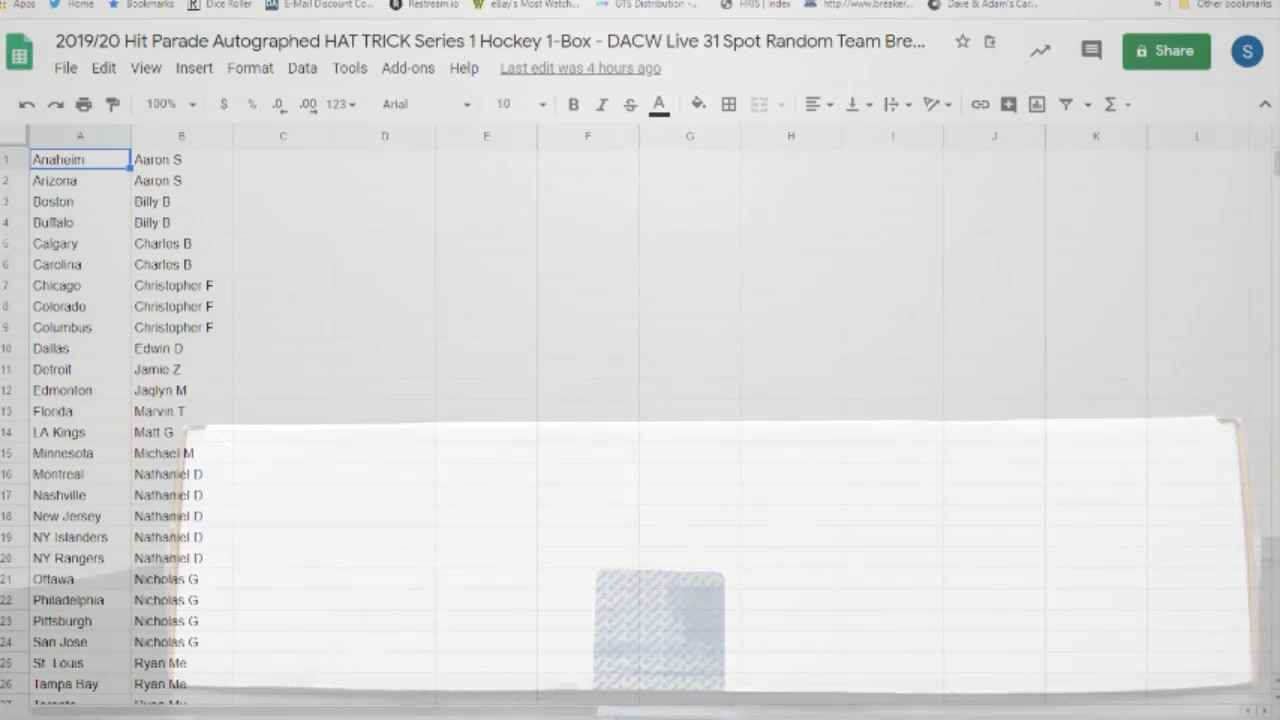 Apps Home Bookmarks Dice Roller E-Mail Discount Co... Restream.io eBay's Most Watch... GTS Distribution -... HRIS | Index http://www.breaker... Dave & Adam's Car... » Other bookmarks
2019/20 Hit Parade Autographed HAT TRICK Series 1 Hockey 1-Box - DACW Live 31 Spot Random Team Bre...
File Edit View Insert Format Data Tools Add-ons Help Last edit was 4 hours ago
Share S
100% $ % .0 .00 123 Arial 10 B I S A
A B C D E F G H I J K L
1 Anaheim Aaron S
2 Arizona Aaron S
3 Boston Billy B
4 Buffalo Billy B
5 Calgary Charles B
6 Carolina Charles B
7 Chicago Christopher F
8 Colorado Christopher F
9 Columbus Christopher F
10 Dallas Edwin D
11 Detroit Jamie Z
12 Edmonton Jaqlyn M
13 Florida Marvin T
14 LA Kings Matt G
15 Minnesota Michael M
16 Montreal Nathaniel D
17 Nashville Nathaniel D
18 New Jersey Nathaniel D
19 NY Islanders Nathaniel D
20 NY Rangers Nathaniel D
21 Ottawa Nicholas G
22 Philadelphia Nicholas G
23 Pittsburgh Nicholas G
24 San Jose Nicholas G
25 St. Louis Ryan Me
26 Tampa Bay Ryan Me